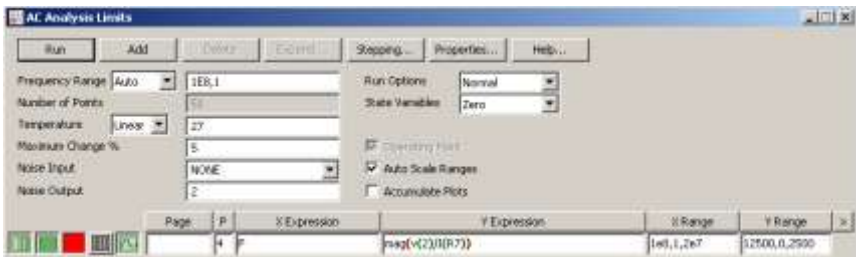 AC Analysis Limits
Run Add Delete Expand... Stepping... Properties... Help...
Frequency Range Auto 1E8,1 Run Options Normal
Number of Points 51 State Variables Zero
Temperature Linear 27
Maximum Change % 5 Operating Point
Noise Input NONE Auto Scale Ranges
Noise Output 2 Accumulate Plots
Page P X Expression Y Expression X Range Y Range >
4 F mag(v(2)/I(R7)) 1e8,1,2e7 12500,0,2500